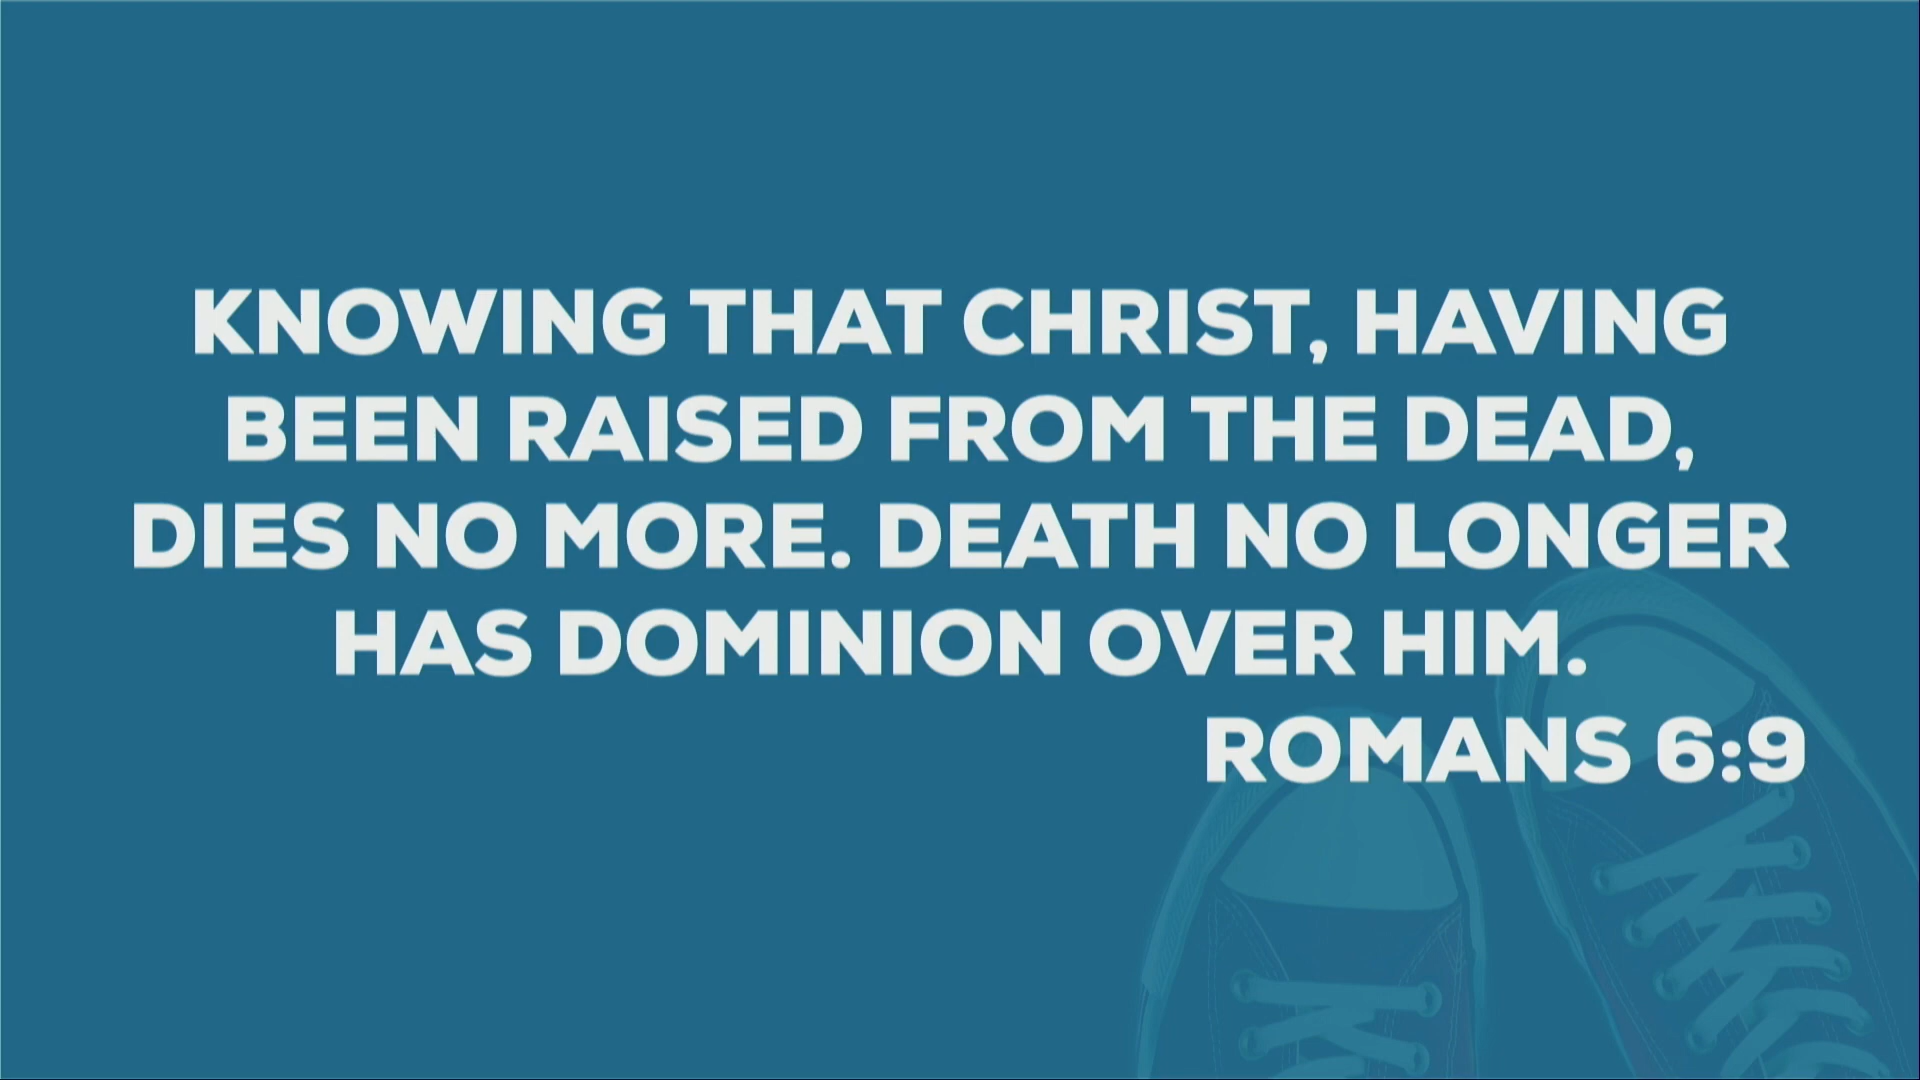 KNOWING THAT CHRIST, HAVING
BEEN RAISED FROM THE DEAD,
DIES NO MORE. DEATH NO LONGER
HAS DOMINION OVER HIM.
ROMANS 6:9